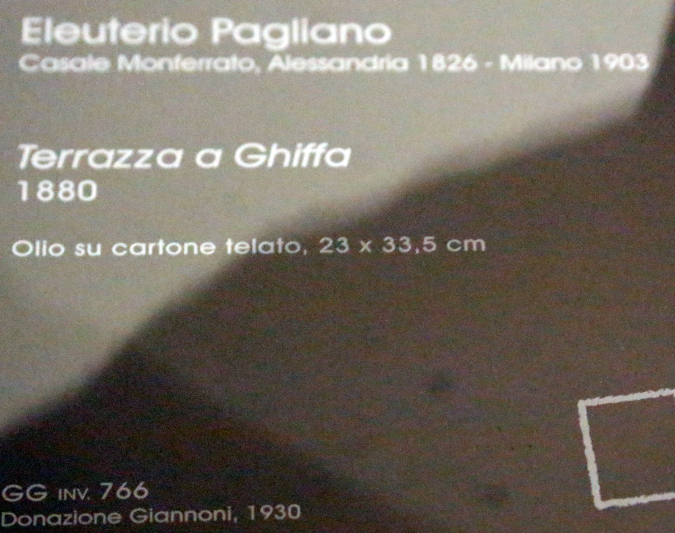 Eleuterio Pagliano
Casale Monferrato, Alessandria 1826 - Milano 1903
Terrazza a Ghiffa
1880
Olio su cartone telato, 23 x 33,5 cm
GG INV. 766
Donazione Giannoni, 1930